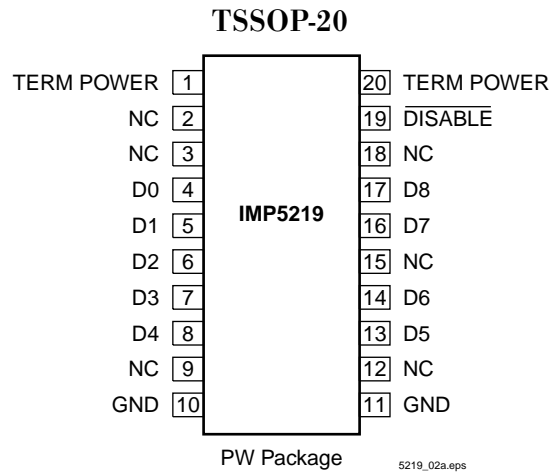 TSSOP-20
TERM POWER 1 20 TERM POWER
NC 2 19 DISABLE
NC 3 18 NC
D0 4 17 D8
D1 5 IMP5219 16 D7
D2 6 15 NC
D3 7 14 D6
D4 8 13 D5
NC 9 12 NC
GND 10 11 GND
PW Package
5219_02a.eps